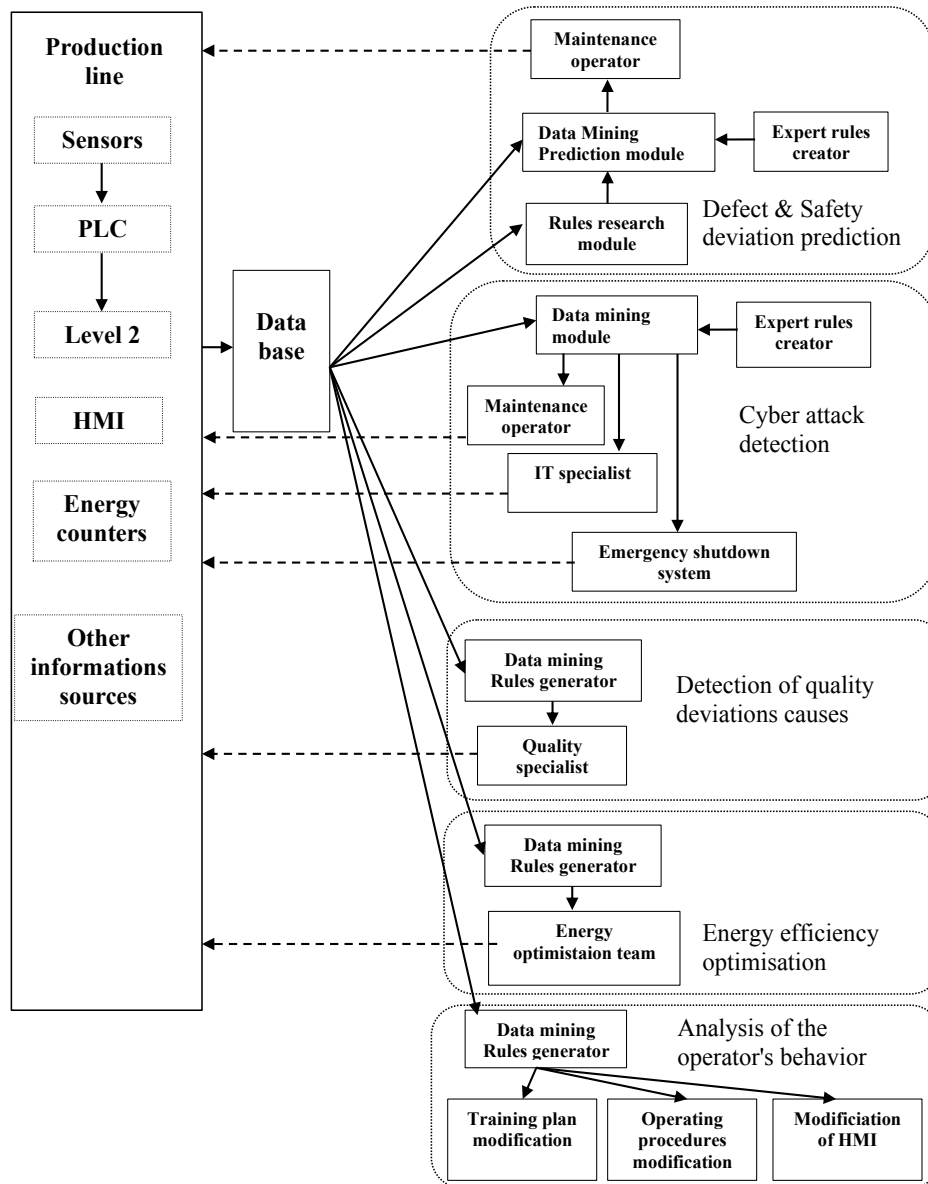 Production
line
Sensors
PLC
Level 2
HMI
Energy
counters
Other
informations
sources
Data
base
Maintenance
operator
Data Mining
Prediction module
Expert rules
creator
Rules research
module
Defect & Safety
deviation prediction
Data mining
module
Expert rules
creator
Maintenance
operator
IT specialist
Emergency shutdown
system
Cyber attack
detection
Data mining
Rules generator
Quality
specialist
Detection of quality
deviations causes
Data mining
Rules generator
Energy
optimistaion team
Energy efficiency
optimisation
Data mining
Rules generator
Analysis of the
operator's behavior
Training plan
modification
Operating
procedures
modification
Modificiation
of HMI